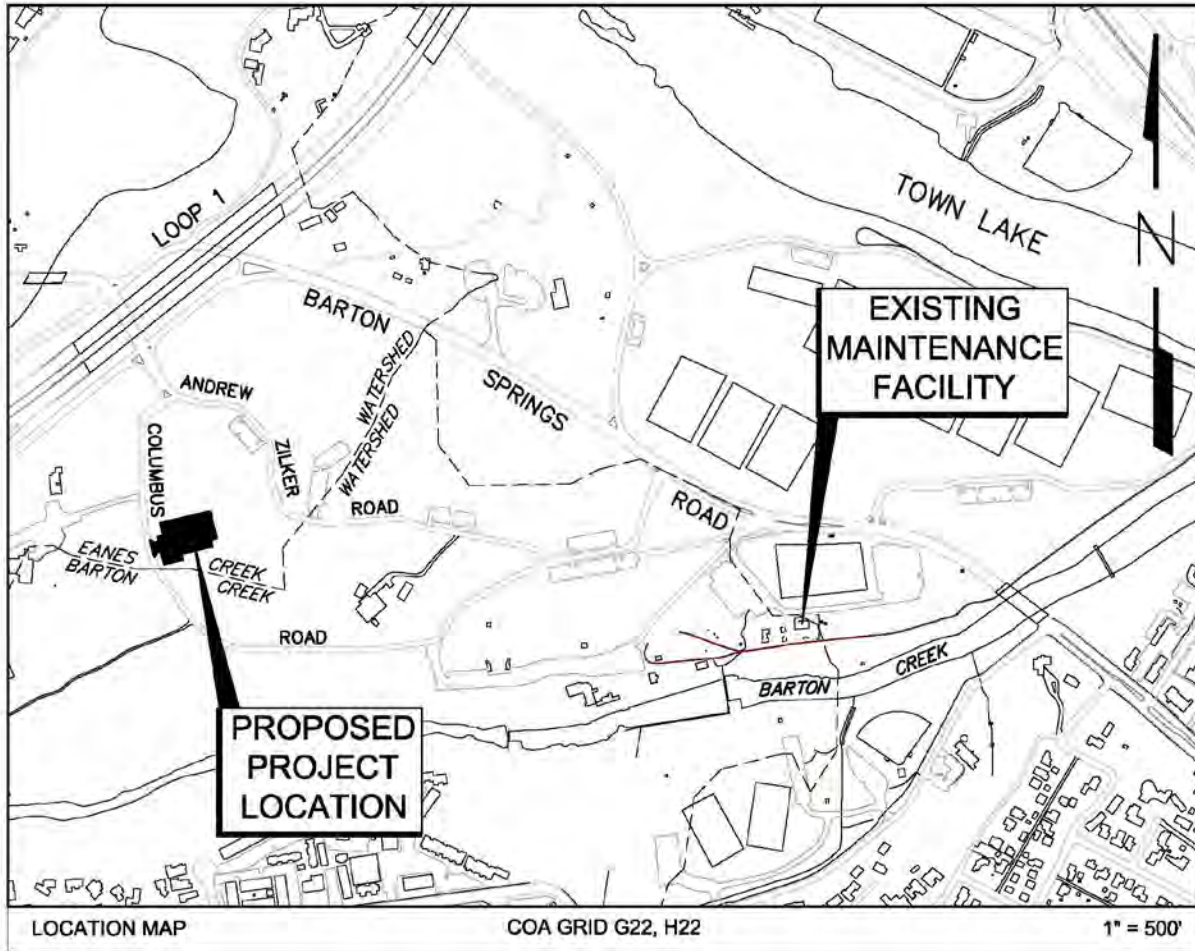 LOOP 1
TOWN LAKE
N
BARTON
SPRINGS
ROAD
EXISTING
MAINTENANCE
FACILITY
WATERSHED
WATERSHED
ANDREW
ZILKER
ROAD
COLUMBUS
EANES
CREEK
BARTON
CREEK
ROAD
BARTON
CREEK
PROPOSED
PROJECT
LOCATION
LOCATION MAP
COA GRID G22, H22
1" = 500'